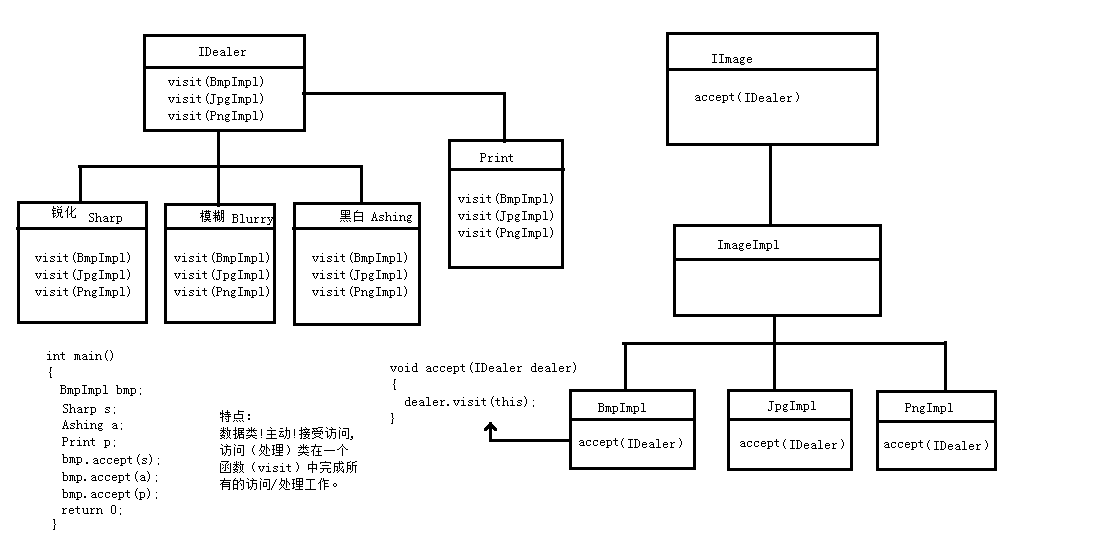 IDealer
visit(BmpImpl)
visit(JpgImpl)
visit(PngImpl)
IImage
accept(IDealer)
Print
visit(BmpImpl)
visit(JpgImpl)
visit(PngImpl)
锐化 Sharp
visit(BmpImpl)
visit(JpgImpl)
visit(PngImpl)
模糊 Blurry
visit(BmpImpl)
visit(JpgImpl)
visit(PngImpl)
黑白 Ashing
visit(BmpImpl)
visit(JpgImpl)
visit(PngImpl)
ImageImpl
int main()
{
BmpImpl bmp;
Sharp s;
Ashing a;
Print p;
bmp.accept(s);
bmp.accept(a);
bmp.accept(p);
return 0;
}
特点:
数据类!主动!接受访问,
访问（处理）类在一个
函数（visit）中完成所
有的访问/处理工作。
void accept(IDealer dealer)
{
dealer.visit(this);
}
BmpImpl
accept(IDealer)
JpgImpl
accept(IDealer)
PngImpl
accept(IDealer)